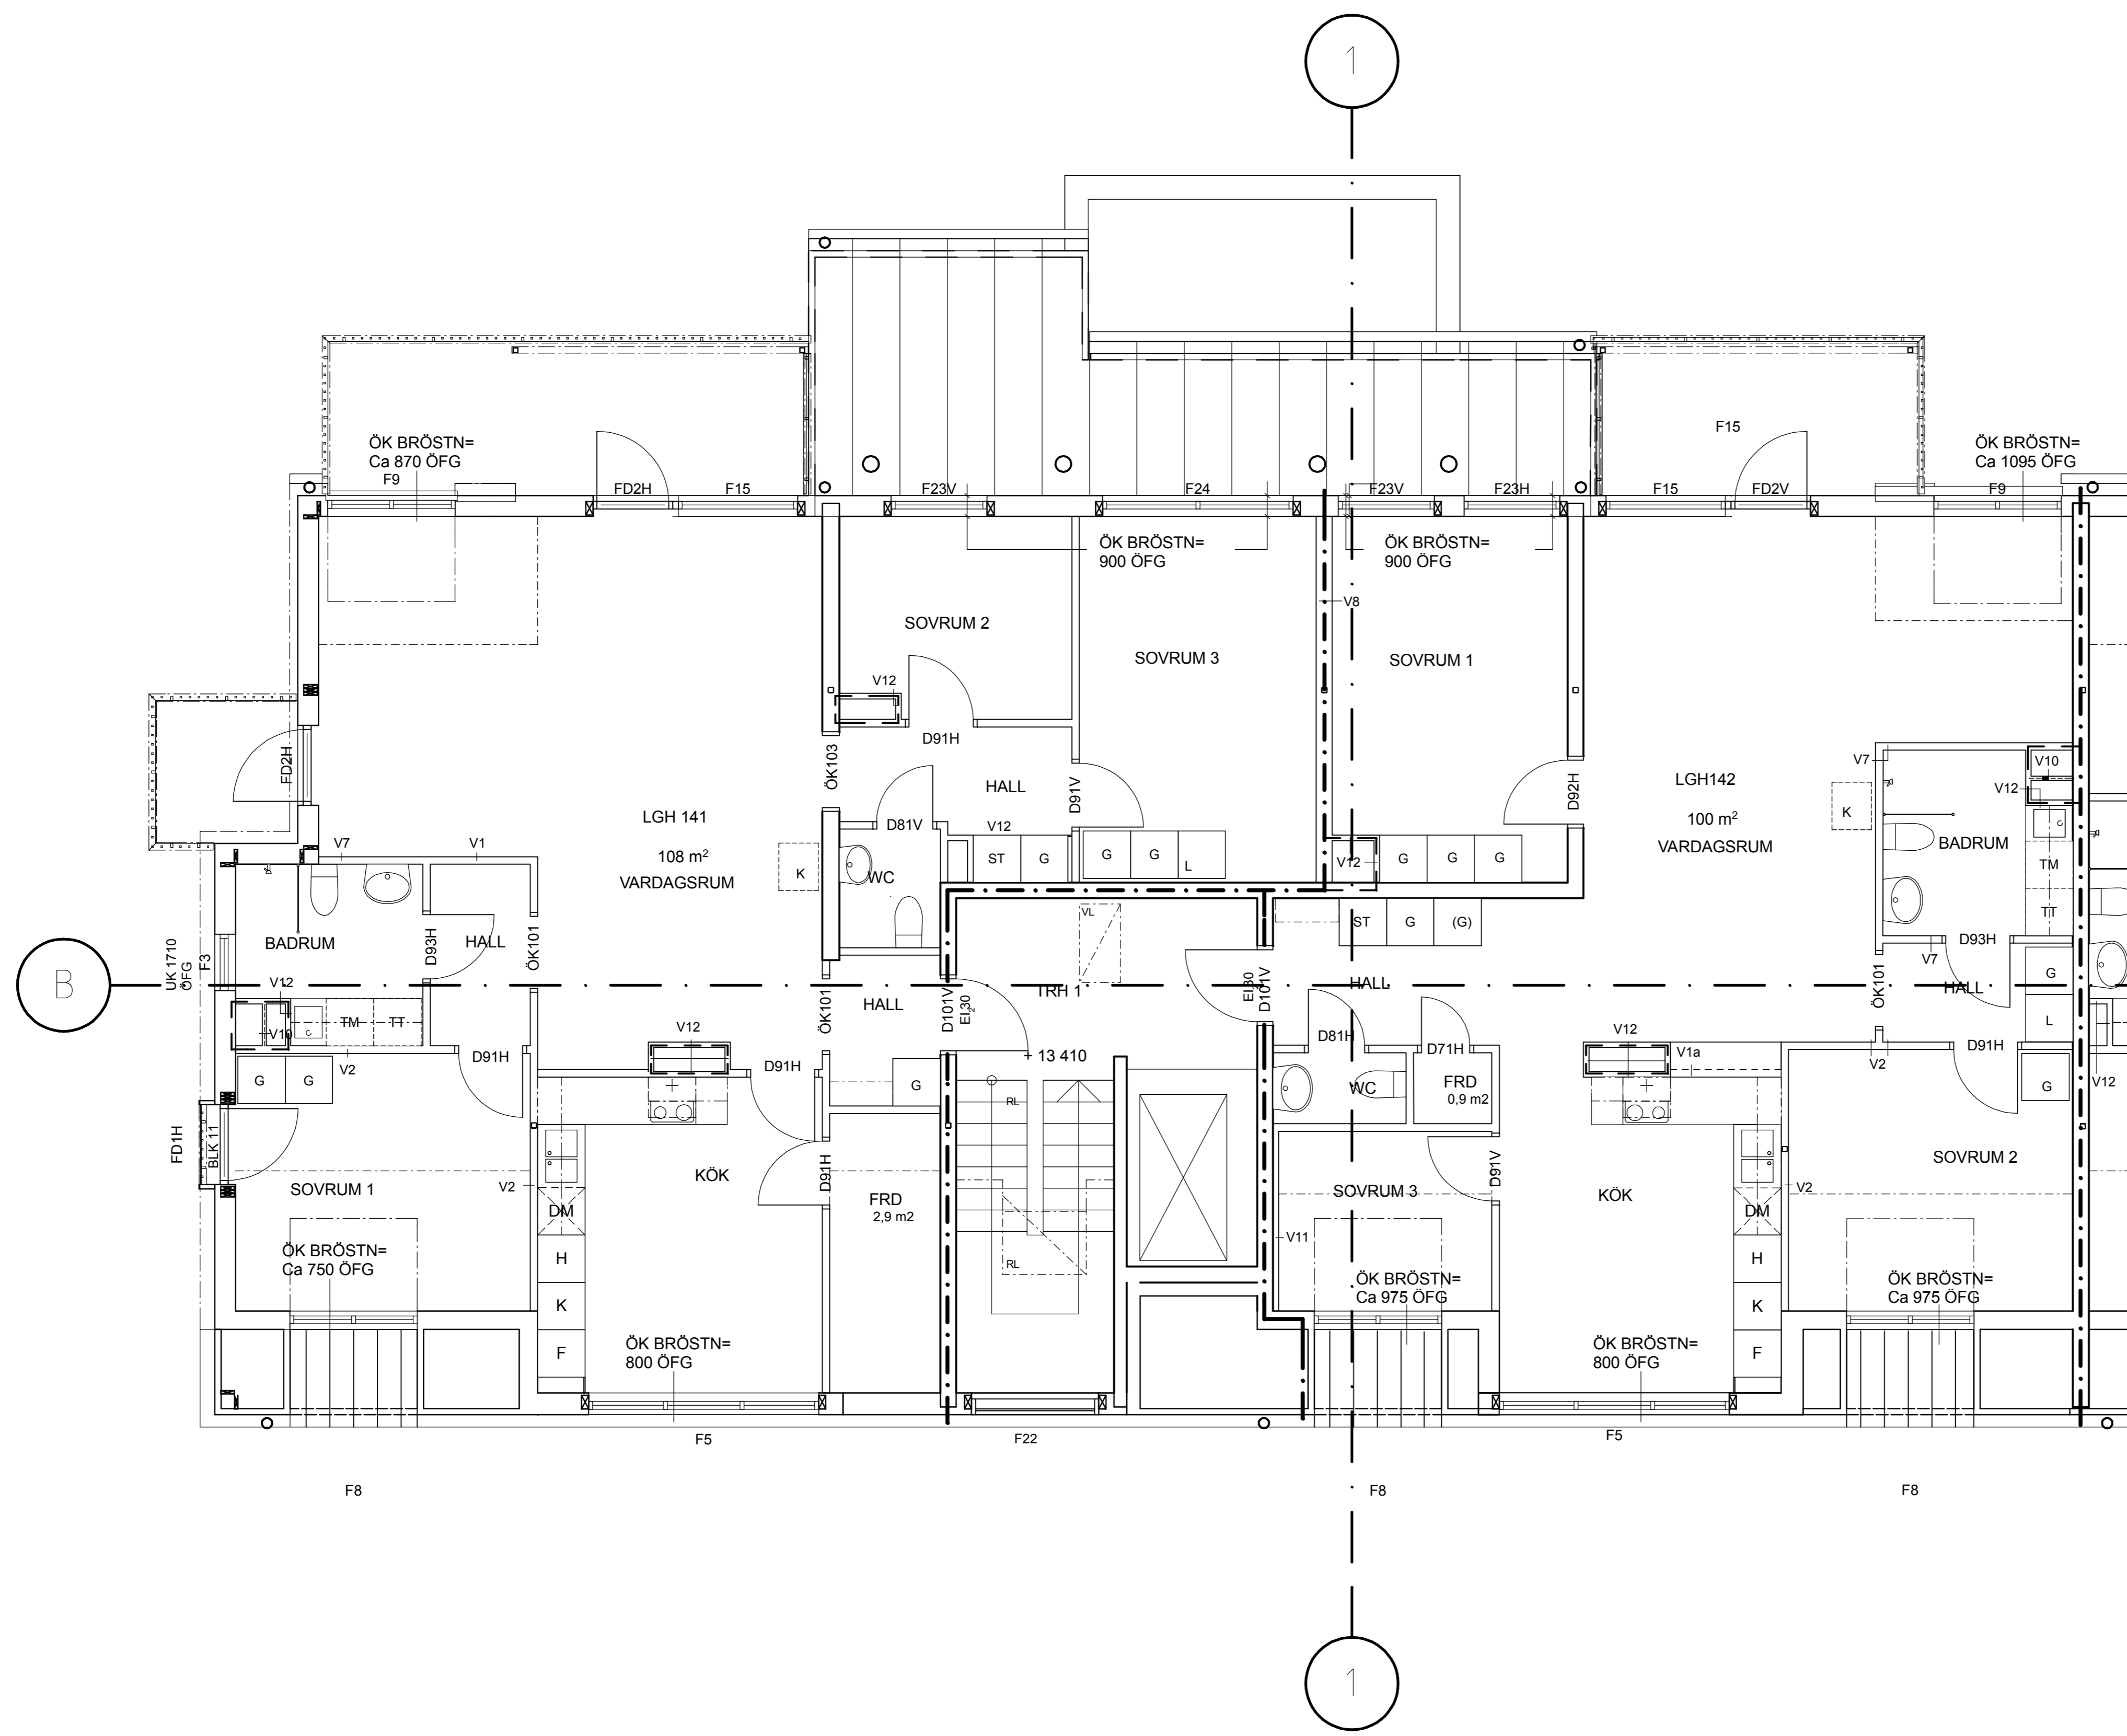 1
ÖK BRÖSTN=
Ca 870 ÖFG
F9
FD2H
F15
F23V
F24
F23V
F23H
F15
F15
FD2V
ÖK BRÖSTN=
Ca 1095 ÖFG
F9
ÖK BRÖSTN=
900 ÖFG
ÖK BRÖSTN=
900 ÖFG
V8
SOVRUM 2
SOVRUM 3
SOVRUM 1
V12
D91H
ÖK103
FD2H
HALL
D91V
D92H
LGH 141
108 m²
VARDAGSRUM
K
LGH142
100 m²
VARDAGSRUM
K
V7
V10
V12
BADRUM
TM
TT
D81V
V12
ST
G
G
G
L
V12
G
G
G
WC
V7
V1
BADRUM
D93H
HALL
ÖK101
UK 1710
ÖFG
F3
B
V12
V10
TM
TT
VL
ST
G
(G)
D93H
V7
HALL
G
L
ÖK101
HALL
ÖK101
D101V
EI₂30
TRH 1
+ 13 410
EI₂30
D101V
HALL
D81H
D71H
WC
FRD
0,9 m2
V12
D91H
V12
V1a
V2
D91H
G
V12
G
G
V2
D91H
G
RL
FD1H
BLK 11
SOVRUM 1
V2
KÖK
D91H
FRD
2,9 m2
RL
SOVRUM 3
D91V
V11
KÖK
V2
SOVRUM 2
DM
H
K
F
DM
H
K
F
ÖK BRÖSTN=
Ca 750 ÖFG
ÖK BRÖSTN=
800 ÖFG
ÖK BRÖSTN=
Ca 975 ÖFG
ÖK BRÖSTN=
800 ÖFG
ÖK BRÖSTN=
Ca 975 ÖFG
F5
F22
F5
F8
F8
F8
1